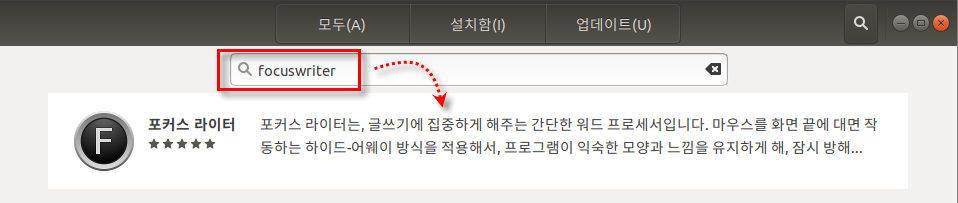 모두(A) 설치함(I) 업데이트(U)
focuswriter
포커스 라이터
포커스 라이터는, 글쓰기에 집중하게 해주는 간단한 워드 프로세서입니다. 마우스를 화면 끝에 대면 작
동하는 하이드-어웨이 방식을 적용해서, 프로그램이 익숙한 모양과 느낌을 유지하게 해, 잠시 방해...
F